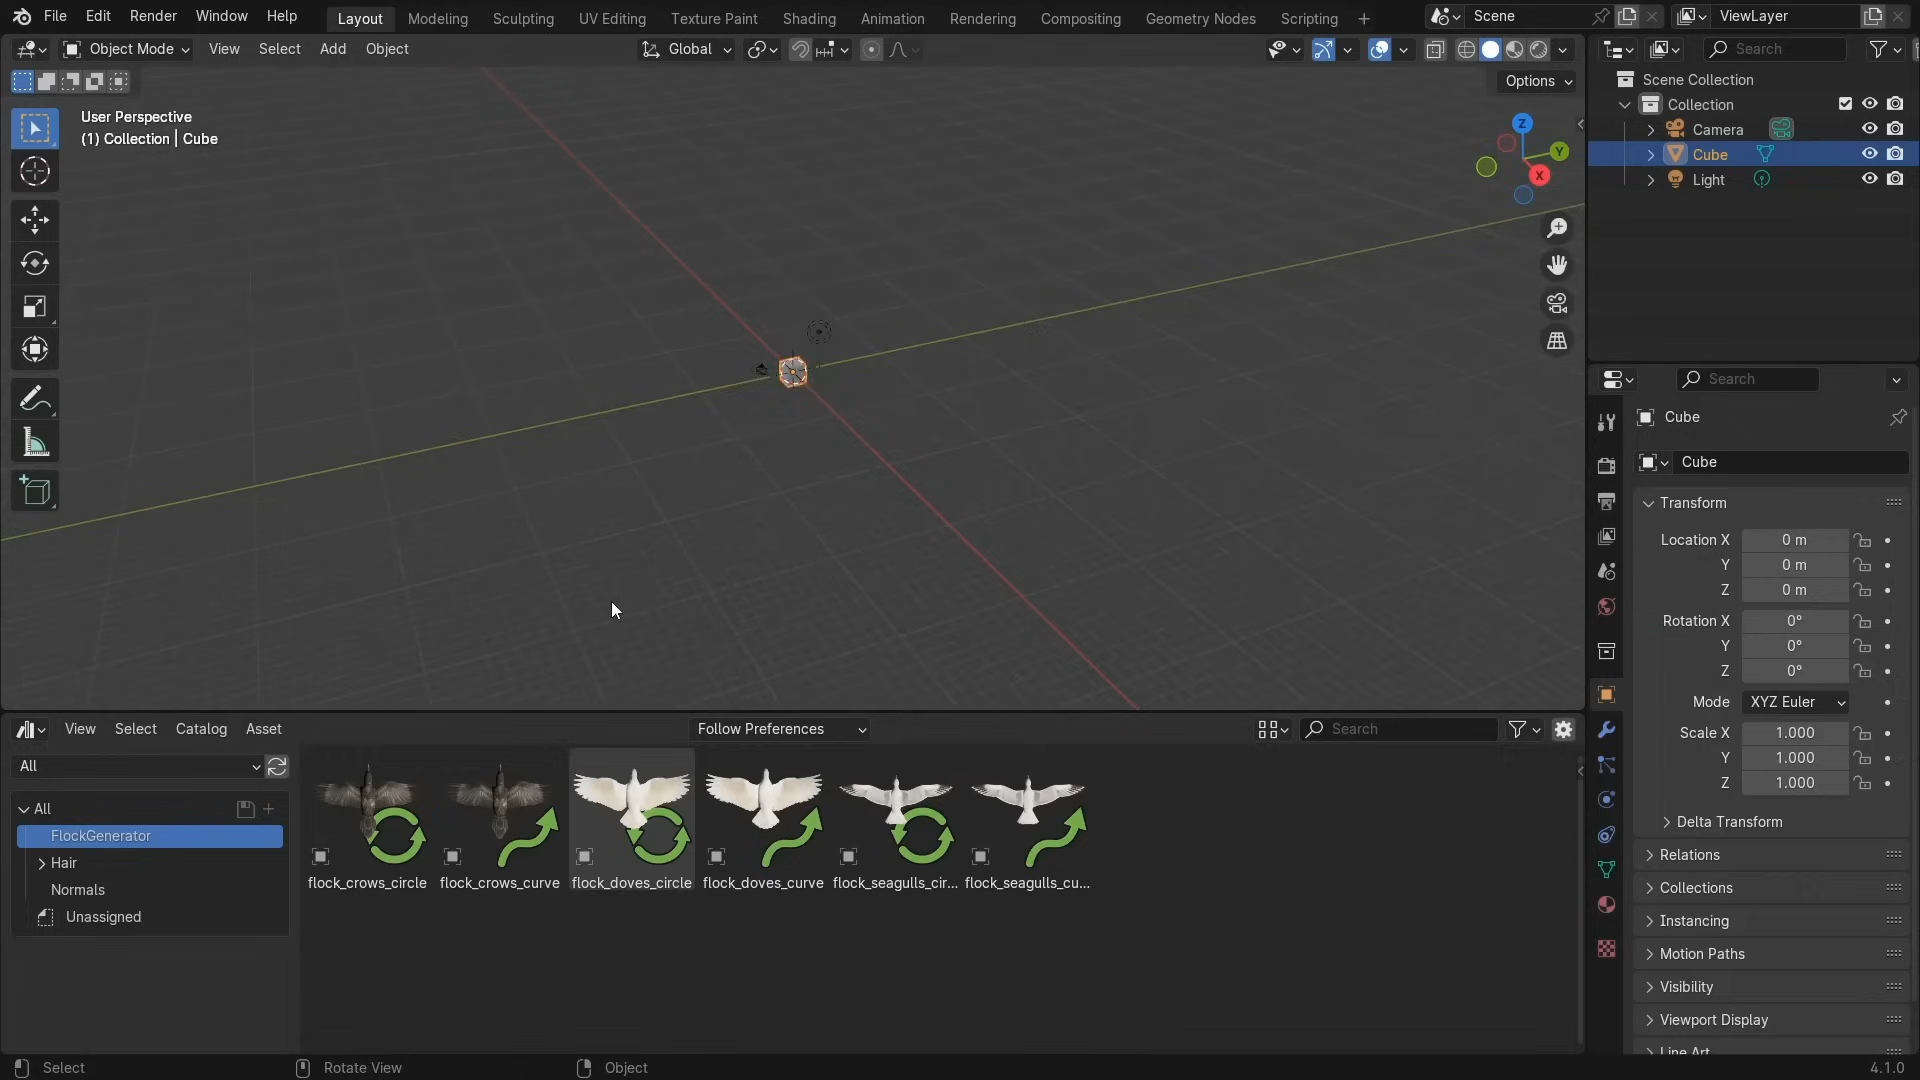 File Edit Render Window Help
Layout Modeling Sculpting UV Editing Texture Paint Shading Animation Rendering Compositing Geometry Nodes Scripting +
Scene
ViewLayer
Object Mode View Select Add Object
Global
Search
Options
User Perspective
(1) Collection | Cube
Z
Y
X
Scene Collection
Collection
Camera
Cube
Light
Search
Cube
Cube
Transform
Location X 0 m
Y 0 m
Z 0 m
Rotation X 0°
Y 0°
Z 0°
Mode XYZ Euler
Scale X 1.000
Y 1.000
Z 1.000
Delta Transform
Relations
Collections
Instancing
Motion Paths
Visibility
Viewport Display
Line Art
View Select Catalog Asset
Follow Preferences
Search
All
All
FlockGenerator
Hair
Normals
Unassigned
flock_crows_circle flock_crows_curve flock_doves_circle flock_doves_curve flock_seagulls_cir... flock_seagulls_cu...
Select
Rotate View
Object
4.1.0